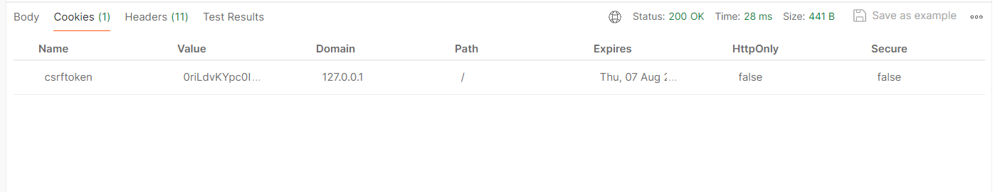 Body Cookies (1) Headers (11) Test Results Status: 200 OK Time: 28 ms Size: 441 B Save as example
Name Value Domain Path Expires HttpOnly Secure
csrftoken 0riLdvKYpc0I... 127.0.0.1 / Thu, 07 Aug 2... false false